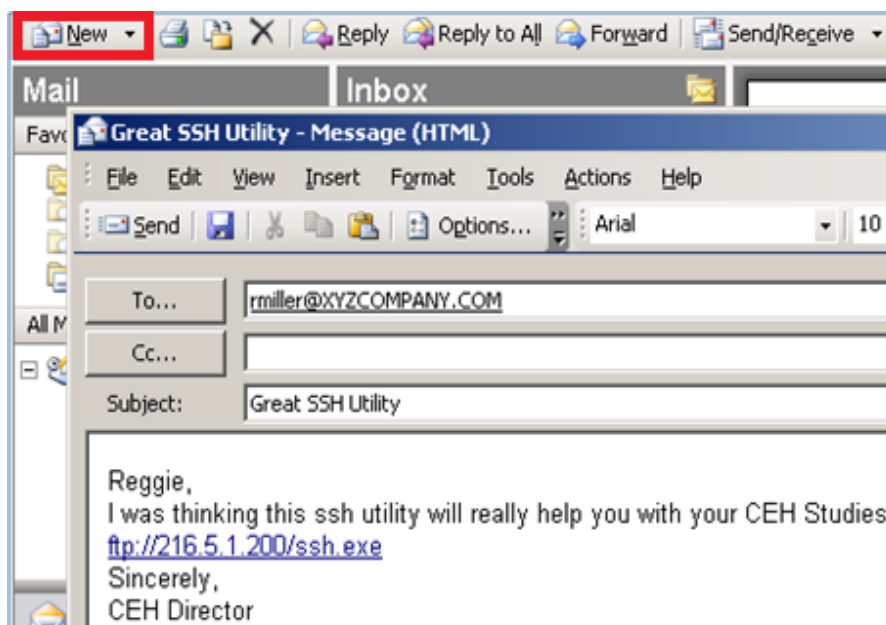 New Reply Reply to All Forward Send/Receive
Mail Inbox
Great SSH Utility - Message (HTML)
File Edit View Insert Format Tools Actions Help
Send Options... Arial 10
To... rmiller@XYZCOMPANY.COM
Cc...
Subject: Great SSH Utility
Reggie,
I was thinking this ssh utility will really help you with your CEH Studies
ftp://216.5.1.200/ssh.exe
Sincerely,
CEH Director